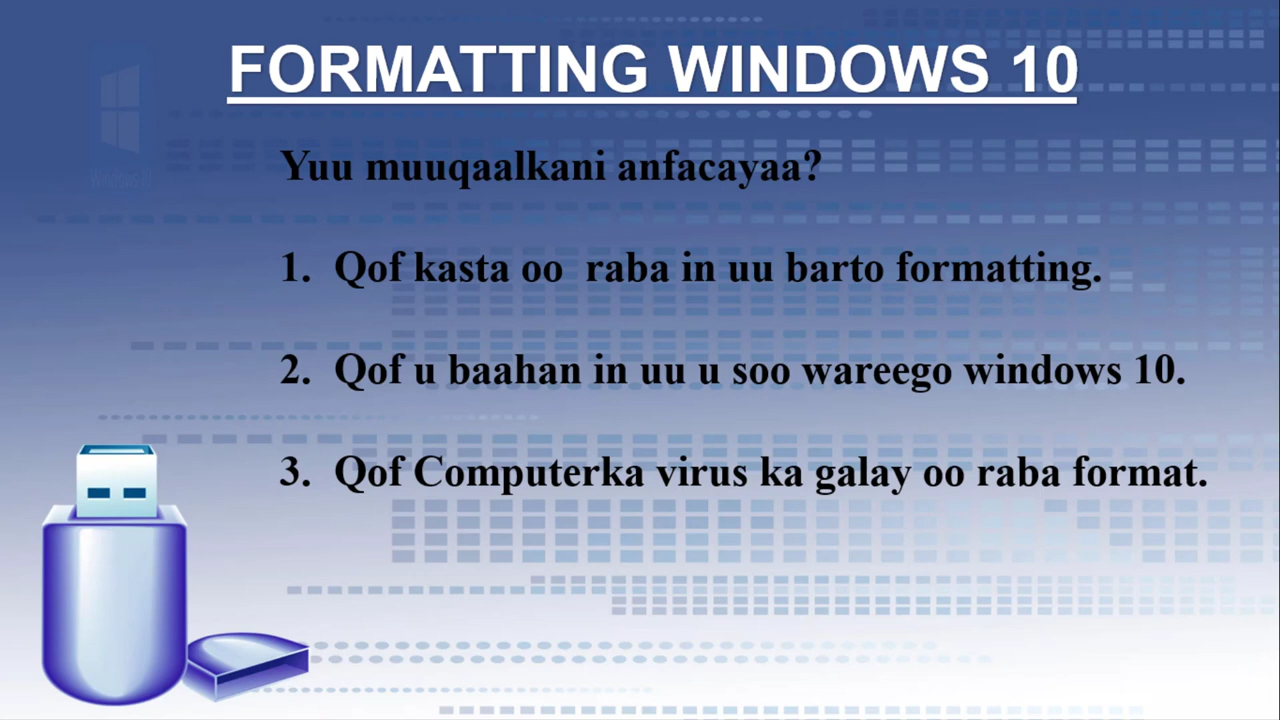 FORMATTING WINDOWS 10
Yuu muuqaalkani anfacayaa?
1. Qof kasta oo raba in uu barto formatting.
2. Qof u baahan in uu u soo wareego windows 10.
3. Qof Computerka virus ka galay oo raba format.